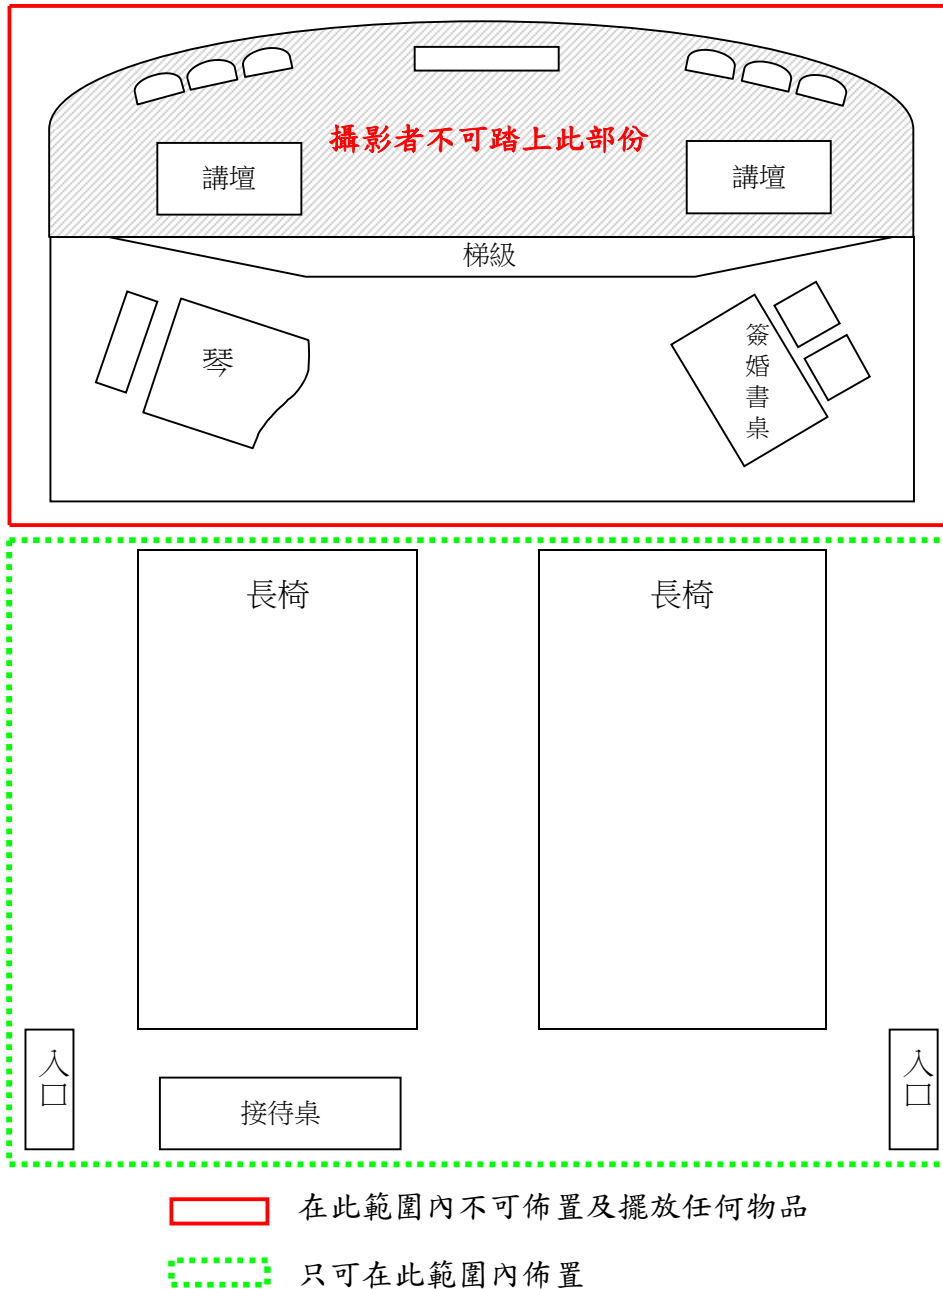 攝影者不可踏上此部份
講壇
講壇
梯級
琴
簽婚書桌
長椅
長椅
入口
入口
接待桌
在此範圍內不可佈置及擺放任何物品
只可在此範圍內佈置